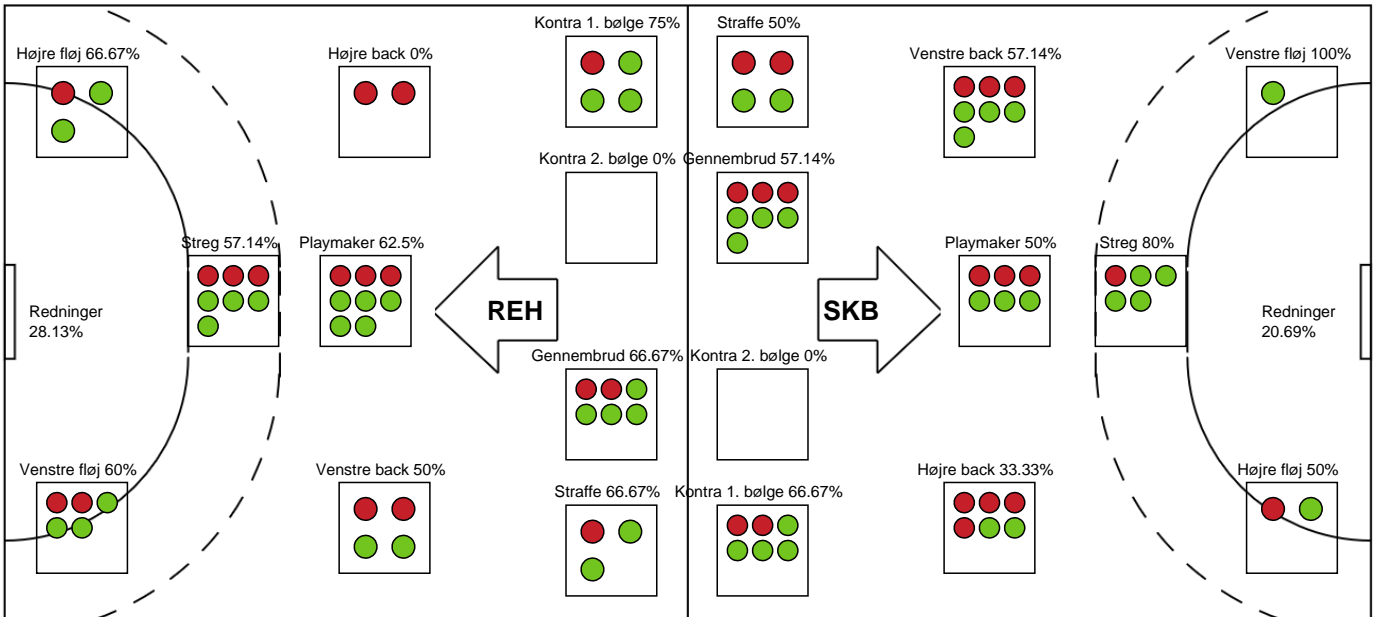 Kontra 1. bølge 75%
Straffe 50%
Højre fløj 66.67%
Højre back 0%
Venstre back 57.14%
Venstre fløj 100%
Kontra 2. bølge 0%
Gennembrud 57.14%
Streg 57.14%
Playmaker 62.5%
Playmaker 50%
Streg 80%
Redninger
28.13%
REH
SKB
Redninger
20.69%
Gennembrud 66.67%
Kontra 2. bølge 0%
Venstre fløj 60%
Venstre back 50%
Højre back 33.33%
Højre fløj 50%
Straffe 66.67%
Kontra 1. bølge 66.67%